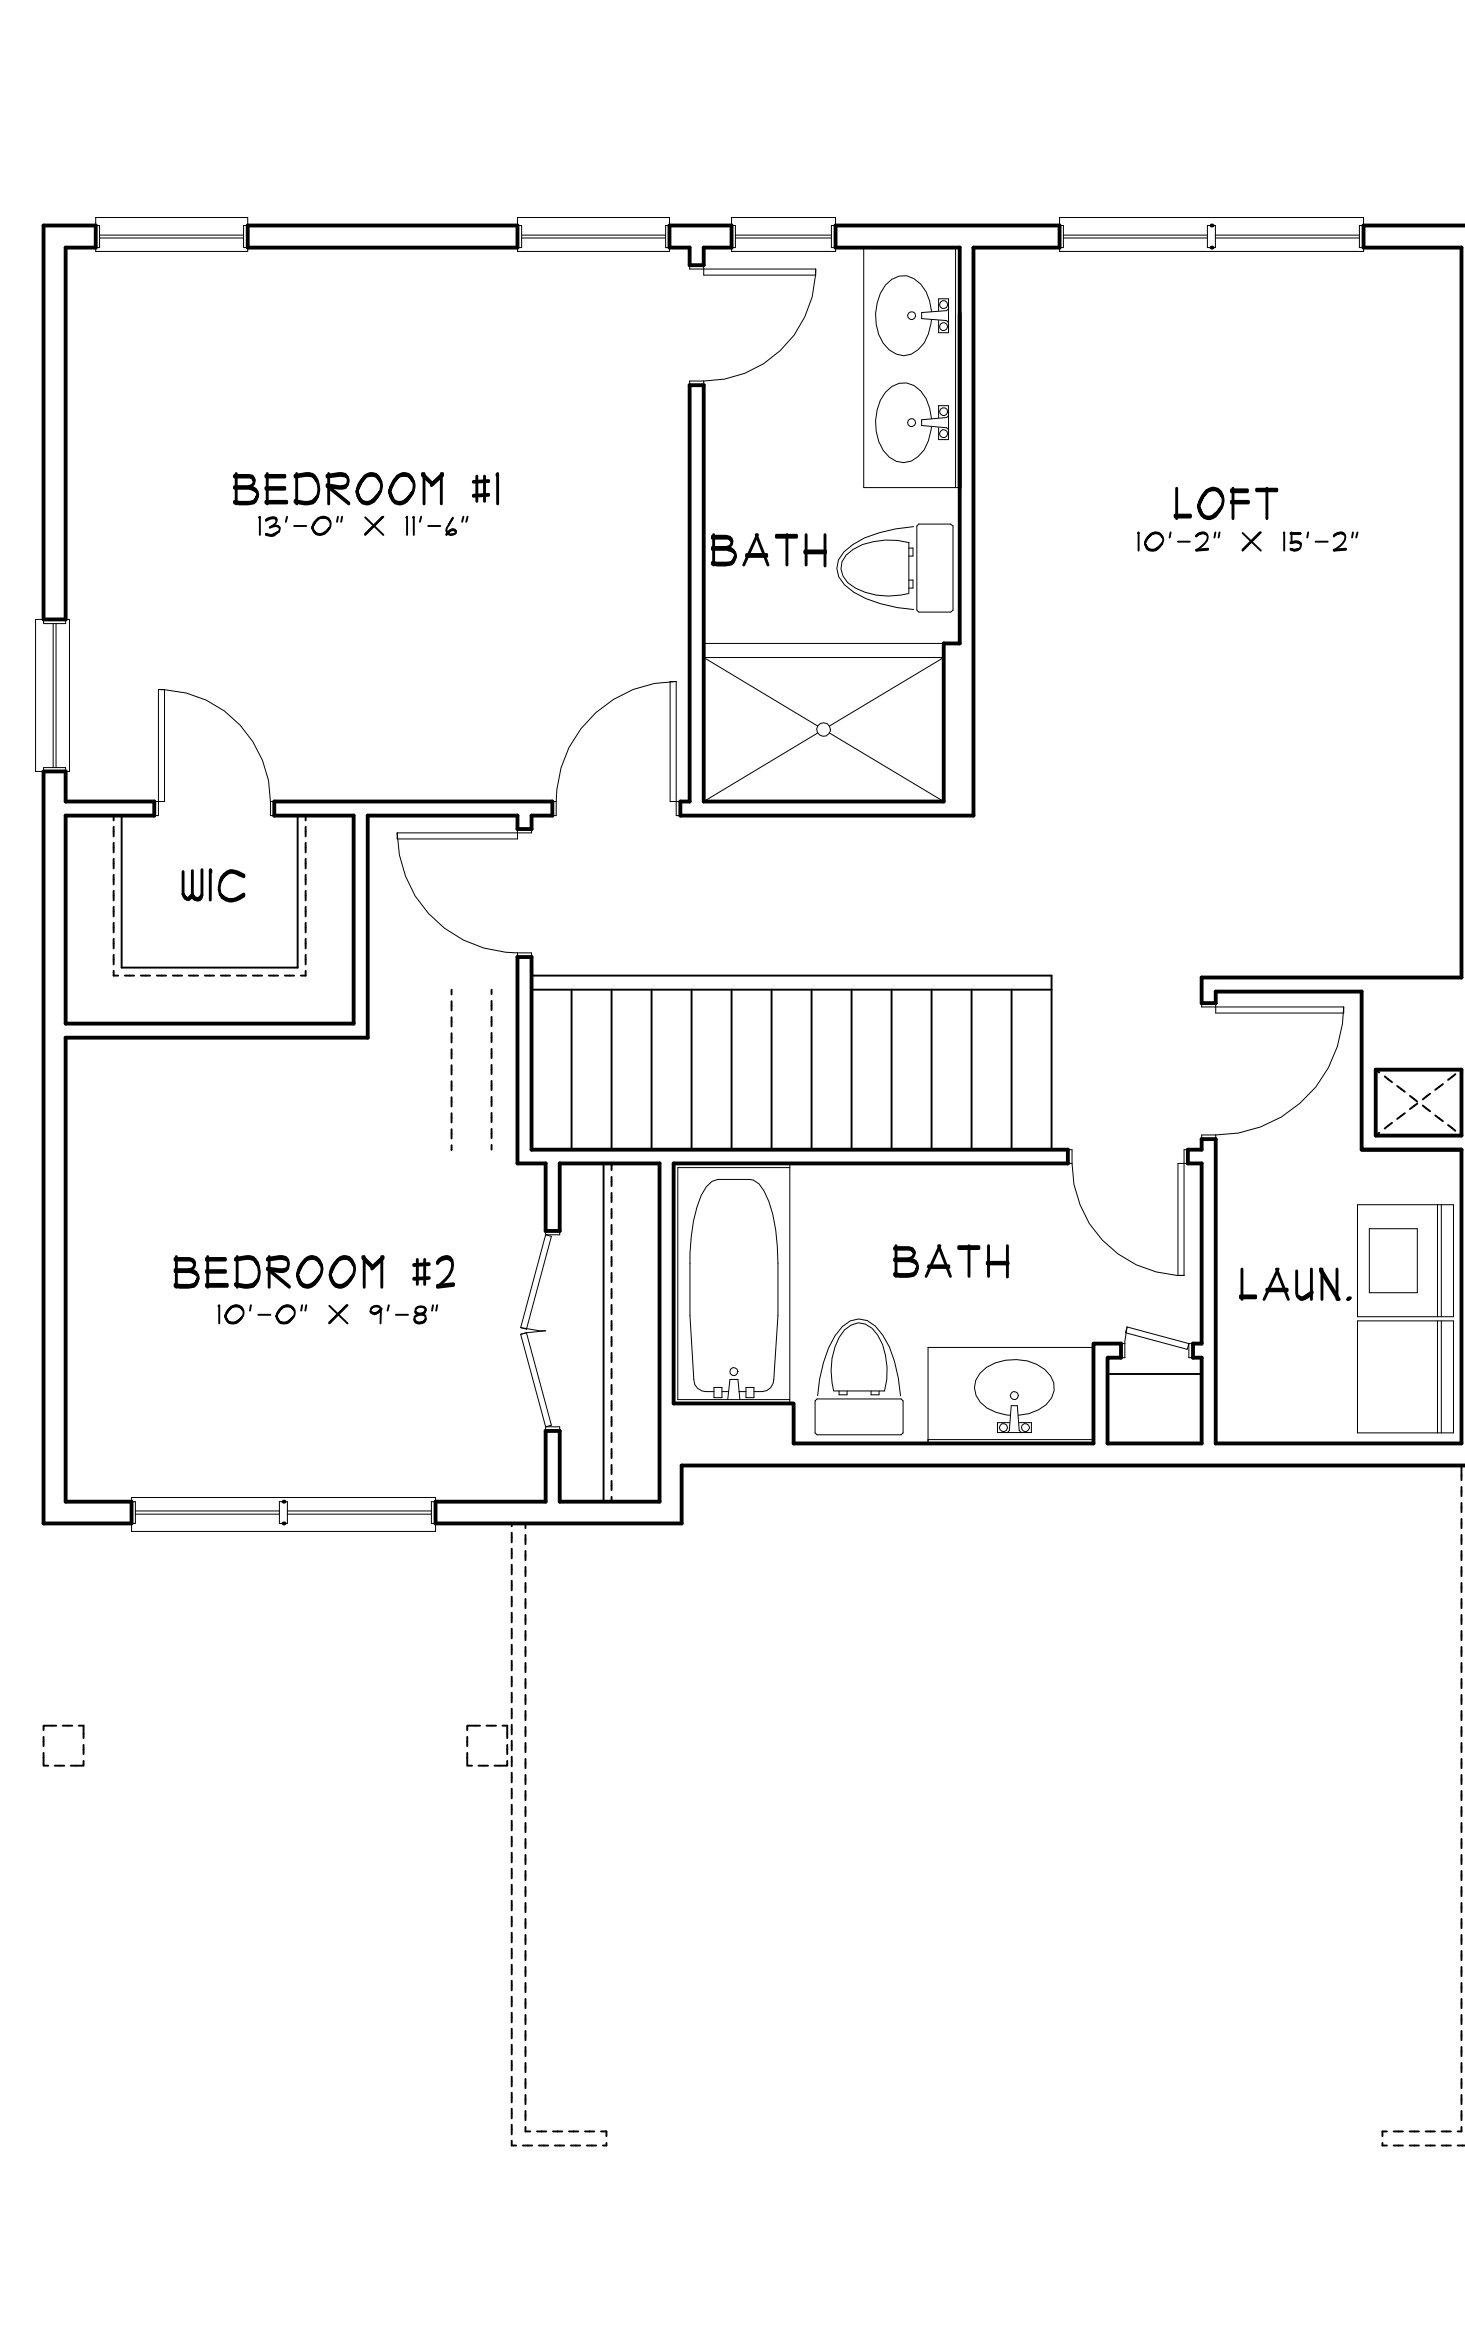 BEDROOM #1
13'-0" X 11'-6"
LOFT
10'-2" X 15'-2"
BATH
WIC
BEDROOM #2
10'-0" X 9'-8"
BATH
LAUN.